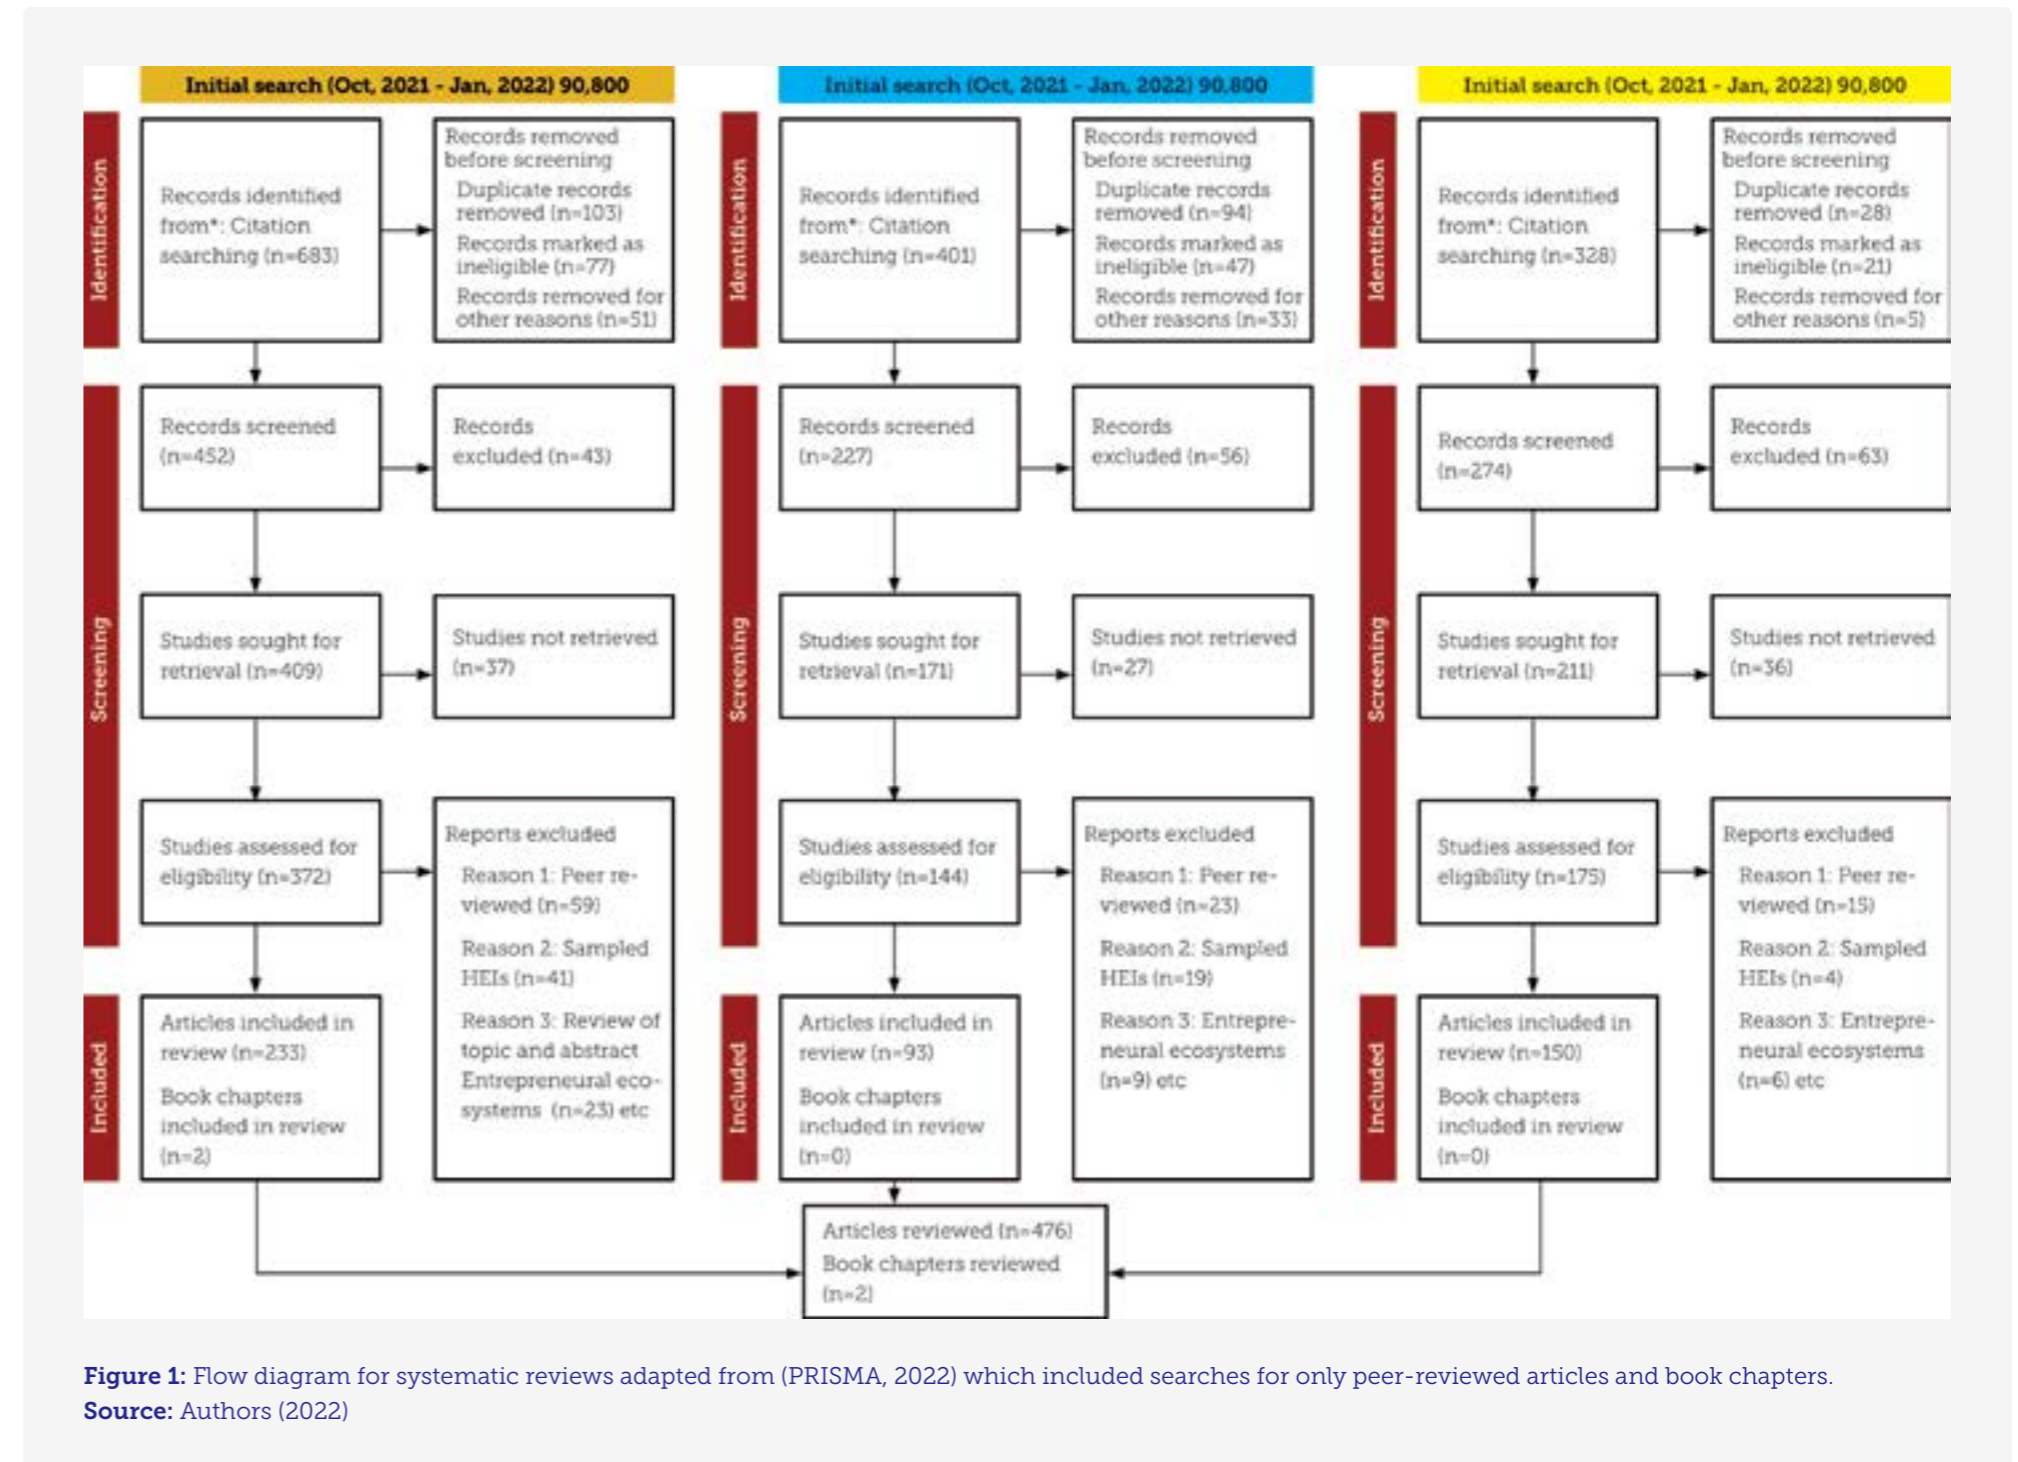 Initial search (Oct, 2021 - Jan, 2022) 90,800
Identification
Records identified
from*: Citation
searching (n=683)
Records removed
before screening
Duplicate records
removed (n=103)
Records marked as
ineligible (n=77)
Records removed for
other reasons (n=51)
Screening
Records screened
(n=452)
Records
excluded (n=43)
Studies sought for
retrieval (n=409)
Studies not retrieved
(n=37)
Studies assessed for
eligibility (n=372)
Reports excluded
Reason 1: Peer re-
viewed (n=59)
Reason 2: Sampled
HEIs (n=41)
Reason 3: Review of
topic and abstract
Entrepreneural eco-
systems (n=23) etc
Included
Articles included in
review (n=233)
Book chapters
included in review
(n=2)
Initial search (Oct, 2021 - Jan, 2022) 90,800
Identification
Records identified
from*: Citation
searching (n=401)
Records removed
before screening
Duplicate records
removed (n=94)
Records marked as
ineligible (n=47)
Records removed for
other reasons (n=33)
Screening
Records screened
(n=227)
Records
excluded (n=56)
Studies sought for
retrieval (n=171)
Studies not retrieved
(n=27)
Studies assessed for
eligibility (n=144)
Reports excluded
Reason 1: Peer re-
viewed (n=23)
Reason 2: Sampled
HEIs (n=19)
Reason 3: Entrepre-
neural ecosystems
(n=9) etc
Included
Articles included in
review (n=93)
Book chapters
included in review
(n=0)
Initial search (Oct, 2021 - Jan, 2022) 90,800
Identification
Records identified
from*: Citation
searching (n=328)
Records removed
before screening
Duplicate records
removed (n=28)
Records marked as
ineligible (n=21)
Records removed for
other reasons (n=5)
Screening
Records screened
(n=274)
Records
excluded (n=63)
Studies sought for
retrieval (n=211)
Studies not retrieved
(n=36)
Studies assessed for
eligibility (n=175)
Reports excluded
Reason 1: Peer re-
viewed (n=15)
Reason 2: Sampled
HEIs (n=4)
Reason 3: Entrepre-
neural ecosystems
(n=6) etc
Included
Articles included in
review (n=150)
Book chapters
included in review
(n=0)
Articles reviewed (n=476)
Book chapters reviewed
(n=2)
Figure 1: Flow diagram for systematic reviews adapted from (PRISMA, 2022) which included searches for only peer-reviewed articles and book chapters.
Source: Authors (2022)